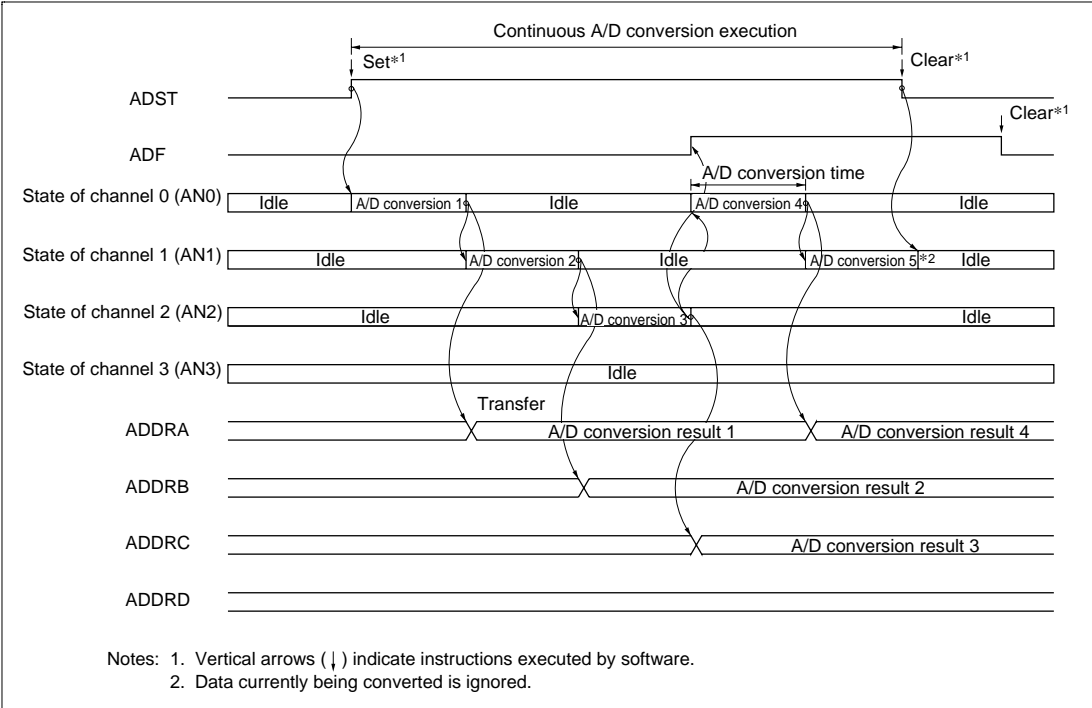 Continuous A/D conversion execution
Set*1
Clear*1
ADST
Clear*1
ADF
A/D conversion time
State of channel 0 (AN0)
Idle
A/D conversion 1
Idle
A/D conversion 4
Idle
State of channel 1 (AN1)
Idle
A/D conversion 2
Idle
A/D conversion 5
*2
Idle
State of channel 2 (AN2)
Idle
A/D conversion 3
Idle
State of channel 3 (AN3)
Idle
Transfer
ADDRA
A/D conversion result 1
A/D conversion result 4
ADDRB
A/D conversion result 2
ADDRC
A/D conversion result 3
ADDRD
Notes: 1. Vertical arrows (↓) indicate instructions executed by software.
2. Data currently being converted is ignored.